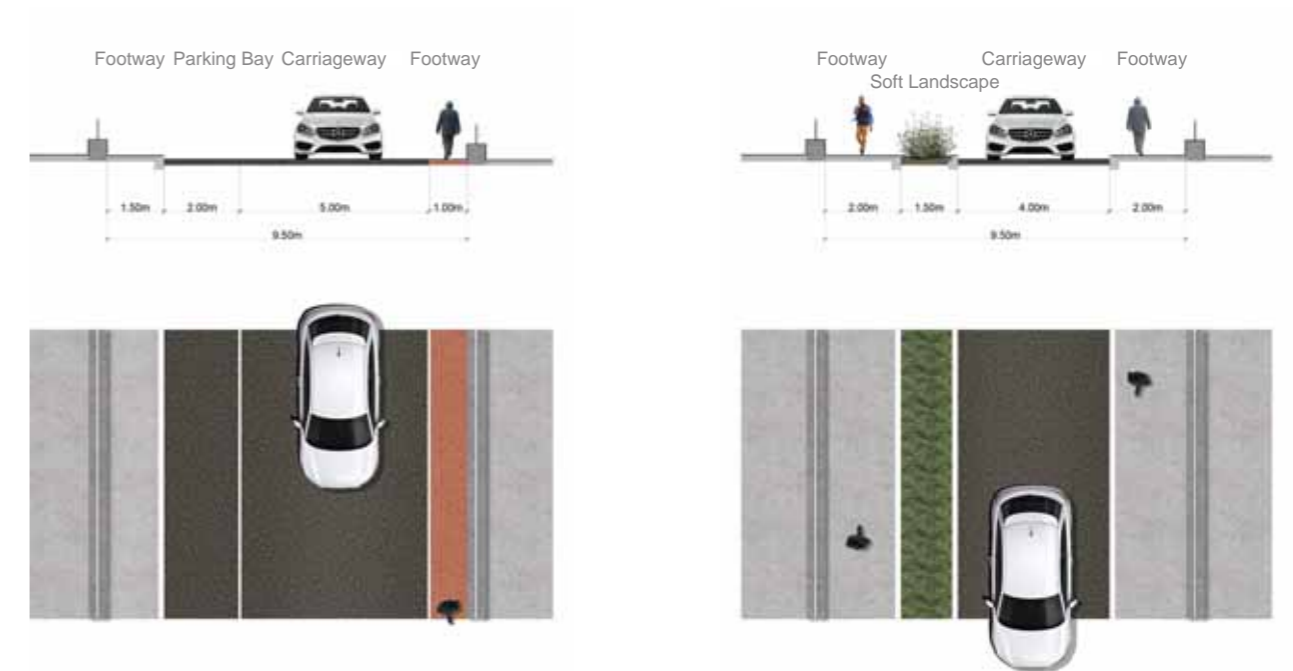 Footway Parking Bay Carriageway Footway
1.50m 2.00m 5.00m 1.00m
9.50m
Footway Carriageway Footway
Soft Landscape
2.00m 1.50m 4.00m 2.00m
9.50m